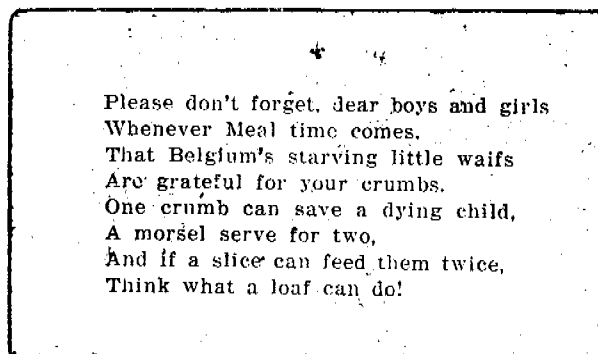 Please don't forget, dear boys and girls
Whenever Meal time comes,
That Belgium's starving little waifs
Are grateful for your crumbs.
One crumb can save a dying child,
A morsel serve for two,
And if a slice can feed them twice,
Think what a loaf can do!